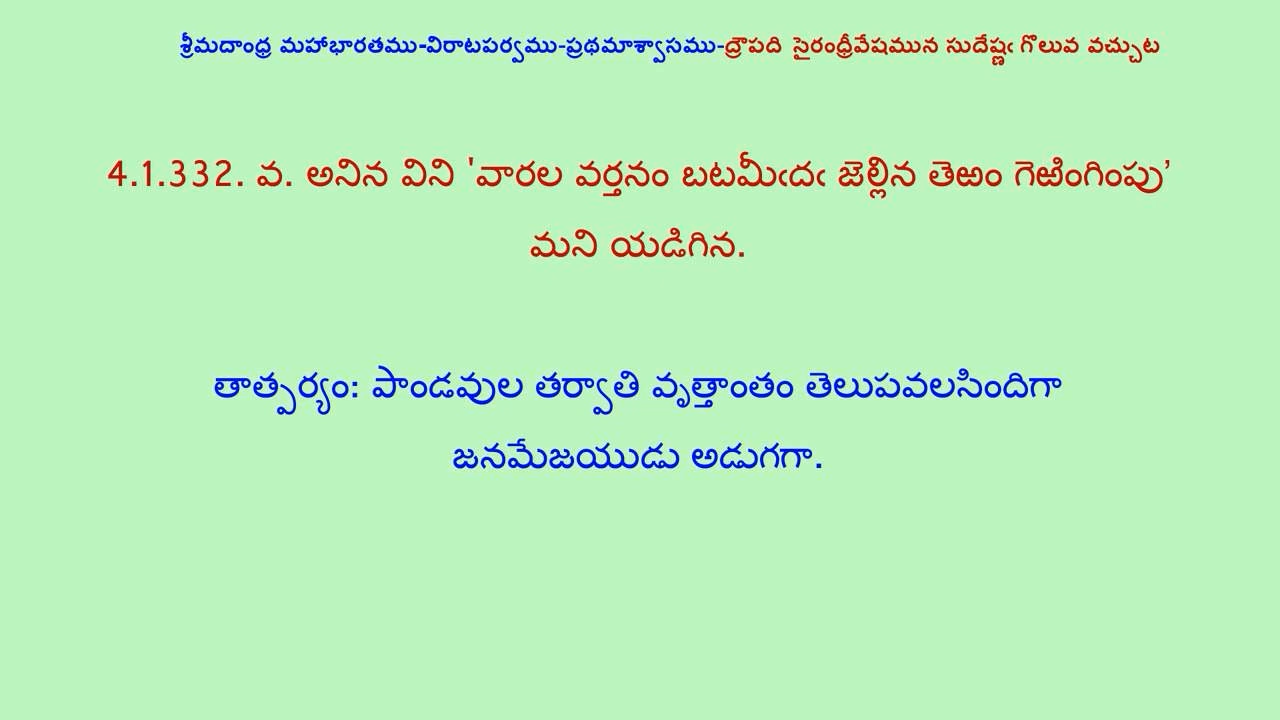 శ్రీమదాంధ్ర మహాభారతము-విరాటపర్వము-ప్రథమాశ్వాసము-ద్రౌపది సైరంధ్రీవేషమున సుదేష్ణఁ గొలువ వచ్చుట
4.1.332. వ. అనిన విని 'వారల వర్తనం బటమీఁదఁ జెల్లిన తెఱం గెఱింగింపు’
మని యడిగిన.
తాత్పర్యం: పాండవుల తర్వాతి వృత్తాంతం తెలుపవలసిందిగా
జనమేజయుడు అడుగగా.